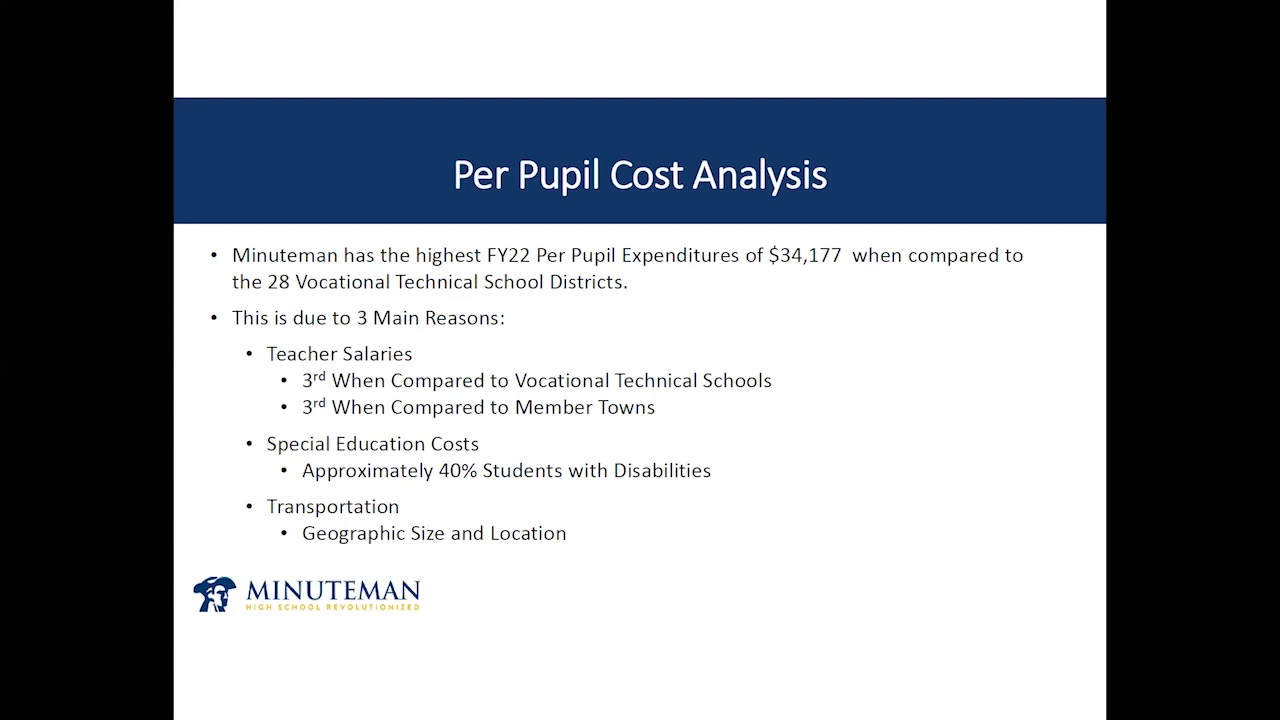 Per Pupil Cost Analysis
• Minuteman has the highest FY22 Per Pupil Expenditures of $34,177 when compared to
the 28 Vocational Technical School Districts.
• This is due to 3 Main Reasons:
• Teacher Salaries
• 3rd When Compared to Vocational Technical Schools
• 3rd When Compared to Member Towns
• Special Education Costs
• Approximately 40% Students with Disabilities
• Transportation
• Geographic Size and Location
MINUTEMAN
HIGH SCHOOL REVOLUTIONIZED